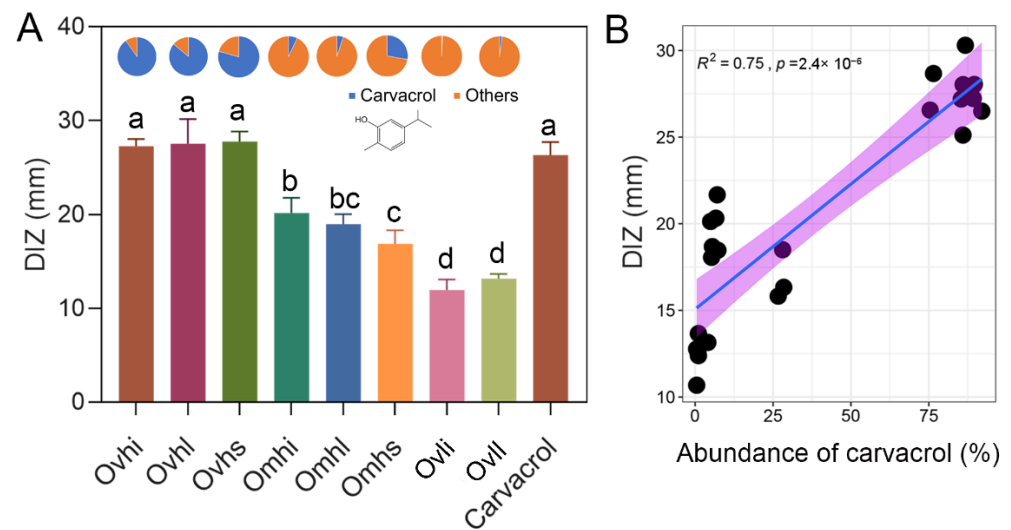 A
40
30
20
10
0
DIZ (mm)
Carvacrol
Others
HO
a
a
a
b
bc
c
d
d
a
Ovhi
Ovhl
Ovhs
Omhi
Omhl
Omhs
Ovli
Ovll
Carvacrol
B
R² = 0.75 , p =2.4× 10⁻⁶
30
25
20
15
10
DIZ (mm)
0
25
50
75
Abundance of carvacrol (%)